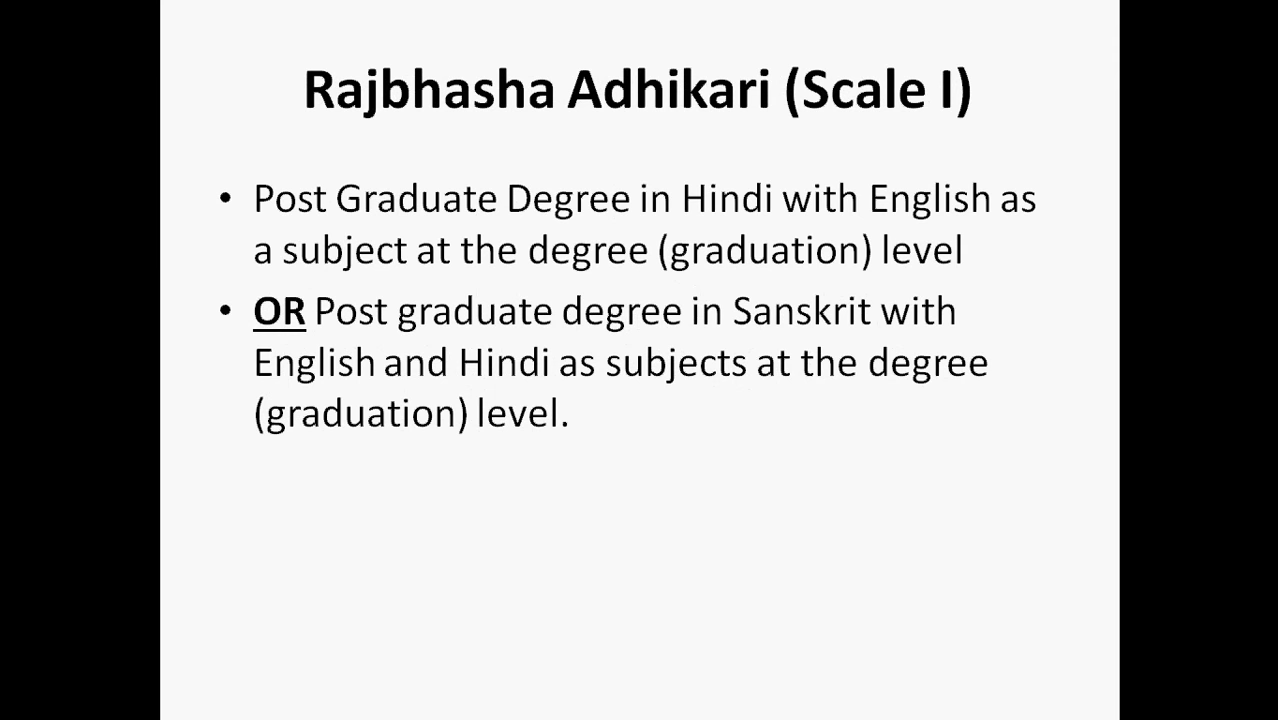 Rajbhasha Adhikari (Scale I)
• Post Graduate Degree in Hindi with English as
a subject at the degree (graduation) level
• OR Post graduate degree in Sanskrit with
English and Hindi as subjects at the degree
(graduation) level.